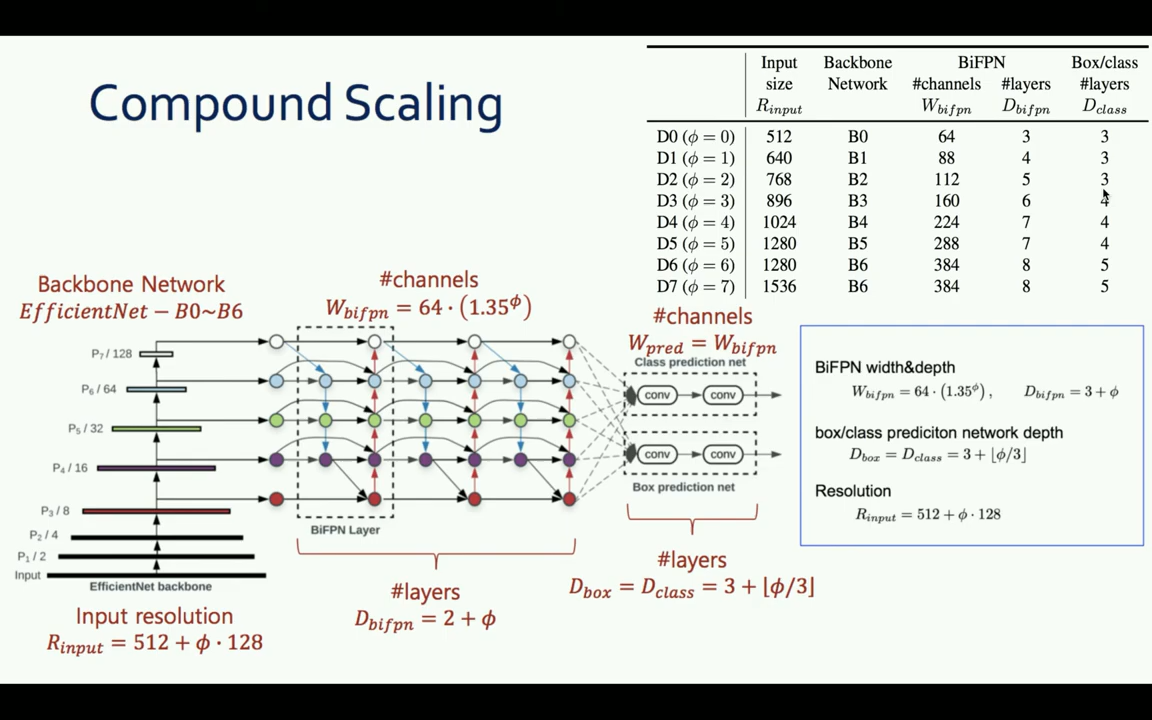 Compound Scaling
Input Backbone BiFPN Box/class
size Network #channels #layers #layers
R_input W_bifpn D_bifpn D_class
D0 (ϕ = 0) 512 B0 64 3 3
D1 (ϕ = 1) 640 B1 88 4 3
D2 (ϕ = 2) 768 B2 112 5 3
D3 (ϕ = 3) 896 B3 160 6 4
D4 (ϕ = 4) 1024 B4 224 7 4
D5 (ϕ = 5) 1280 B5 288 7 4
D6 (ϕ = 6) 1280 B6 384 8 5
D7 (ϕ = 7) 1536 B6 384 8 5
Backbone Network
EfficientNet − B0~B6
#channels
W_bifpn = 64 · (1.35^ϕ)
#channels
W_pred = W_bifpn
P7 / 128
P6 / 64
P5 / 32
P4 / 16
P3 / 8
P2 / 4
P1 / 2
Input
EfficientNet backbone
BiFPN Layer
Class prediction net
conv conv
conv conv
Box prediction net
Input resolution
R_input = 512 + ϕ · 128
#layers
D_bifpn = 2 + ϕ
#layers
D_box = D_class = 3 + ⌊ϕ/3⌋
BiFPN width&depth
W_bifpn = 64 · (1.35^ϕ), D_bifpn = 3 + ϕ
box/class prediciton network depth
D_box = D_class = 3 + ⌊ϕ/3⌋
Resolution
R_input = 512 + ϕ · 128